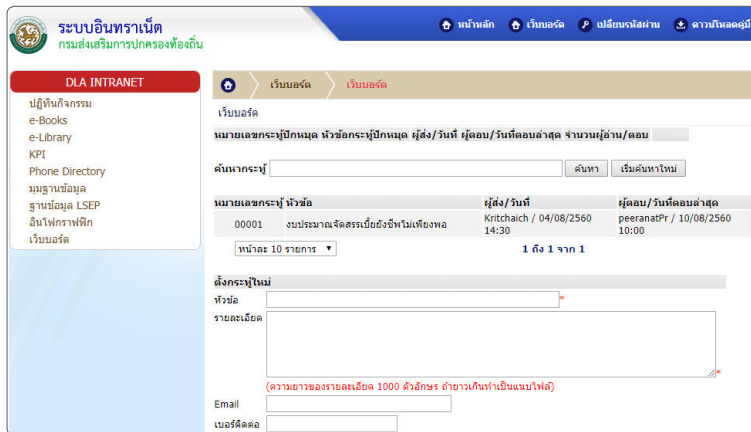 ระบบอินทราเน็ต
กรมส่งเสริมการปกครองท้องถิ่น
หน้าหลัก เว็บบอร์ด เปลี่ยนรหัสผ่าน ดาวน์โหลดคู่มือ
DLA INTRANET
ปฏิทินกิจกรรม
e-Books
e-Library
KPI
Phone Directory
มุมฐานข้อมูล
ฐานข้อมูล LSEP
อินโฟกราฟฟิก
เว็บบอร์ด
เว็บบอร์ด เว็บบอร์ด
เว็บบอร์ด
หมายเลขกระทู้ปักหมุด หัวข้อกระทู้ปักหมุด ผู้ส่ง/วันที่ ผู้ตอบ/วันที่ตอบล่าสุด จำนวนผู้อ่าน/ตอบ
ค้นหากระทู้ ค้นหา เริ่มค้นหาใหม่
หมายเลขกระทู้ หัวข้อ ผู้ส่ง/วันที่ ผู้ตอบ/วันที่ตอบล่าสุด
00001 งบประมาณจัดสรรเบี้ยยังชีพไม่เพียงพอ Kritchaich / 04/08/2560 14:30 peeranatPr / 10/08/2560 10:00
หน้าละ 10 รายการ 1 ถึง 1 จาก 1
ตั้งกระทู้ใหม่
หัวข้อ *
รายละเอียด *
(ความยาวของรายละเอียด 1000 ตัวอักษร ถ้ายาวเกินทำเป็นแนบไฟล์)
Email
เบอร์ติดต่อ